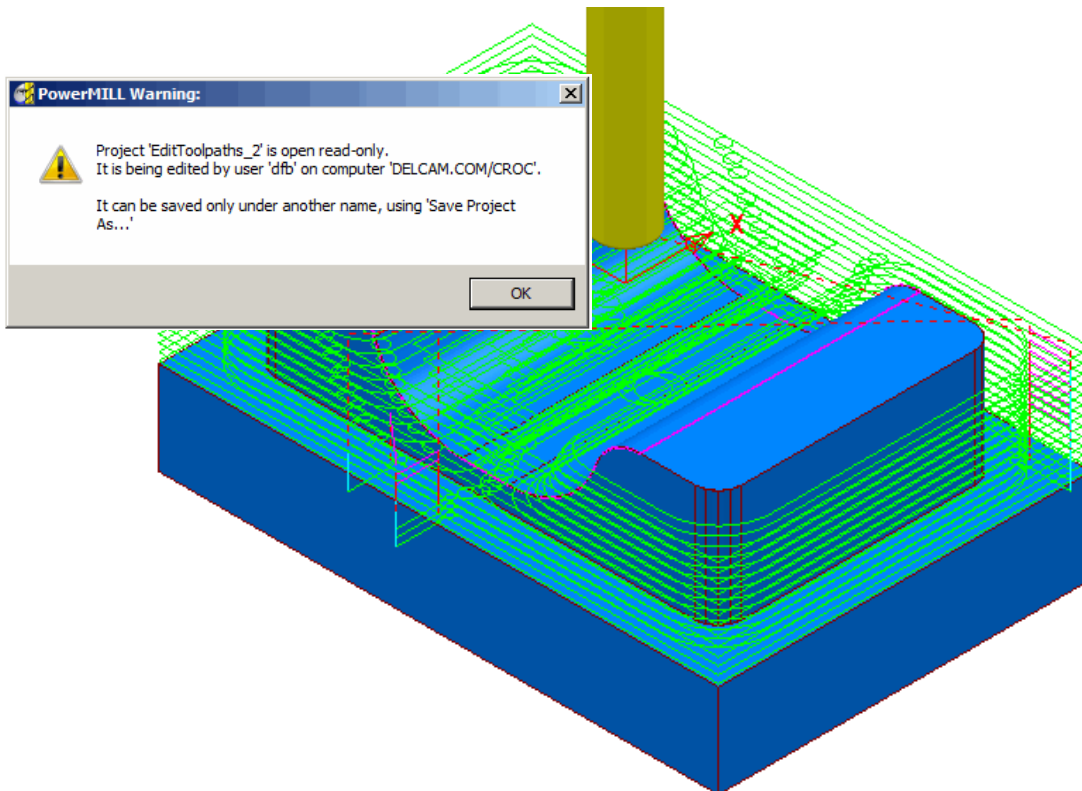 PowerMILL Warning:
Project 'EditToolpaths_2' is open read-only.
It is being edited by user 'dfb' on computer 'DELCAM.COM/CROC'.
It can be saved only under another name, using 'Save Project
As...'
OK
X